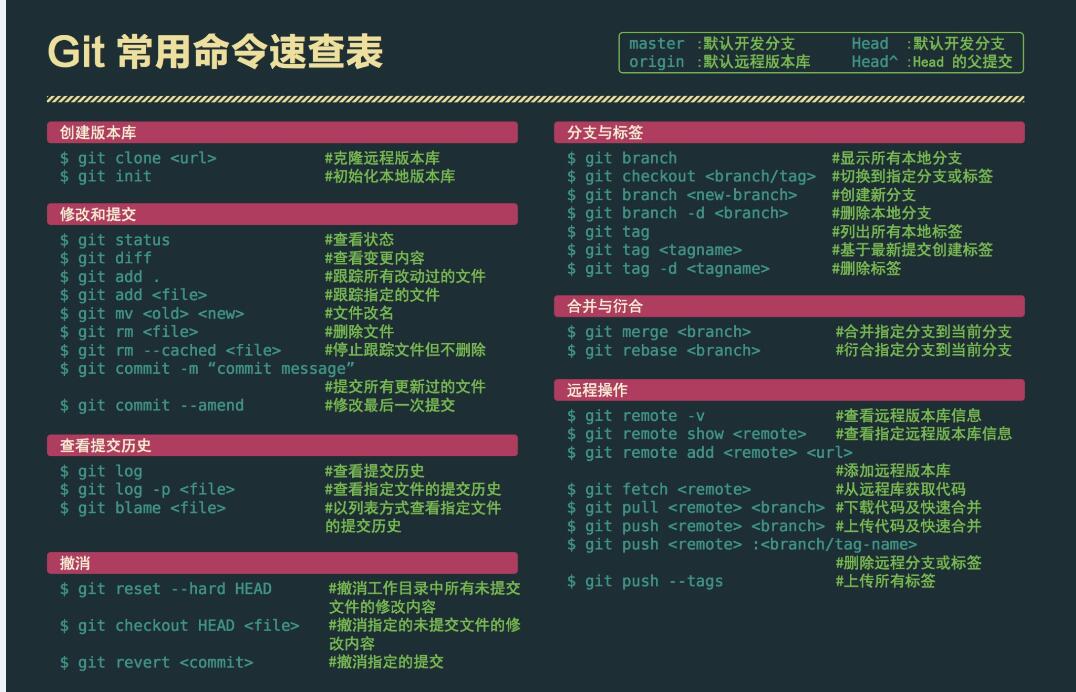 Git 常用命令速查表
master :默认开发分支 Head :默认开发分支
origin :默认远程版本库 Head^ :Head 的父提交
创建版本库
$ git clone <url> #克隆远程版本库
$ git init #初始化本地版本库
修改和提交
$ git status #查看状态
$ git diff #查看变更内容
$ git add . #跟踪所有改动过的文件
$ git add <file> #跟踪指定的文件
$ git mv <old> <new> #文件改名
$ git rm <file> #删除文件
$ git rm --cached <file> #停止跟踪文件但不删除
$ git commit -m “commit message”
#提交所有更新过的文件
$ git commit --amend #修改最后一次提交
查看提交历史
$ git log #查看提交历史
$ git log -p <file> #查看指定文件的提交历史
$ git blame <file> #以列表方式查看指定文件
的提交历史
撤消
$ git reset --hard HEAD #撤消工作目录中所有未提交
文件的修改内容
$ git checkout HEAD <file> #撤消指定的未提交文件的修
改内容
$ git revert <commit> #撤消指定的提交
分支与标签
$ git branch #显示所有本地分支
$ git checkout <branch/tag> #切换到指定分支或标签
$ git branch <new-branch> #创建新分支
$ git branch -d <branch> #删除本地分支
$ git tag #列出所有本地标签
$ git tag <tagname> #基于最新提交创建标签
$ git tag -d <tagname> #删除标签
合并与衍合
$ git merge <branch> #合并指定分支到当前分支
$ git rebase <branch> #衍合指定分支到当前分支
远程操作
$ git remote -v #查看远程版本库信息
$ git remote show <remote> #查看指定远程版本库信息
$ git remote add <remote> <url>
#添加远程版本库
$ git fetch <remote> #从远程库获取代码
$ git pull <remote> <branch> #下载代码及快速合并
$ git push <remote> <branch> #上传代码及快速合并
$ git push <remote> :<branch/tag-name>
#删除远程分支或标签
$ git push --tags #上传所有标签